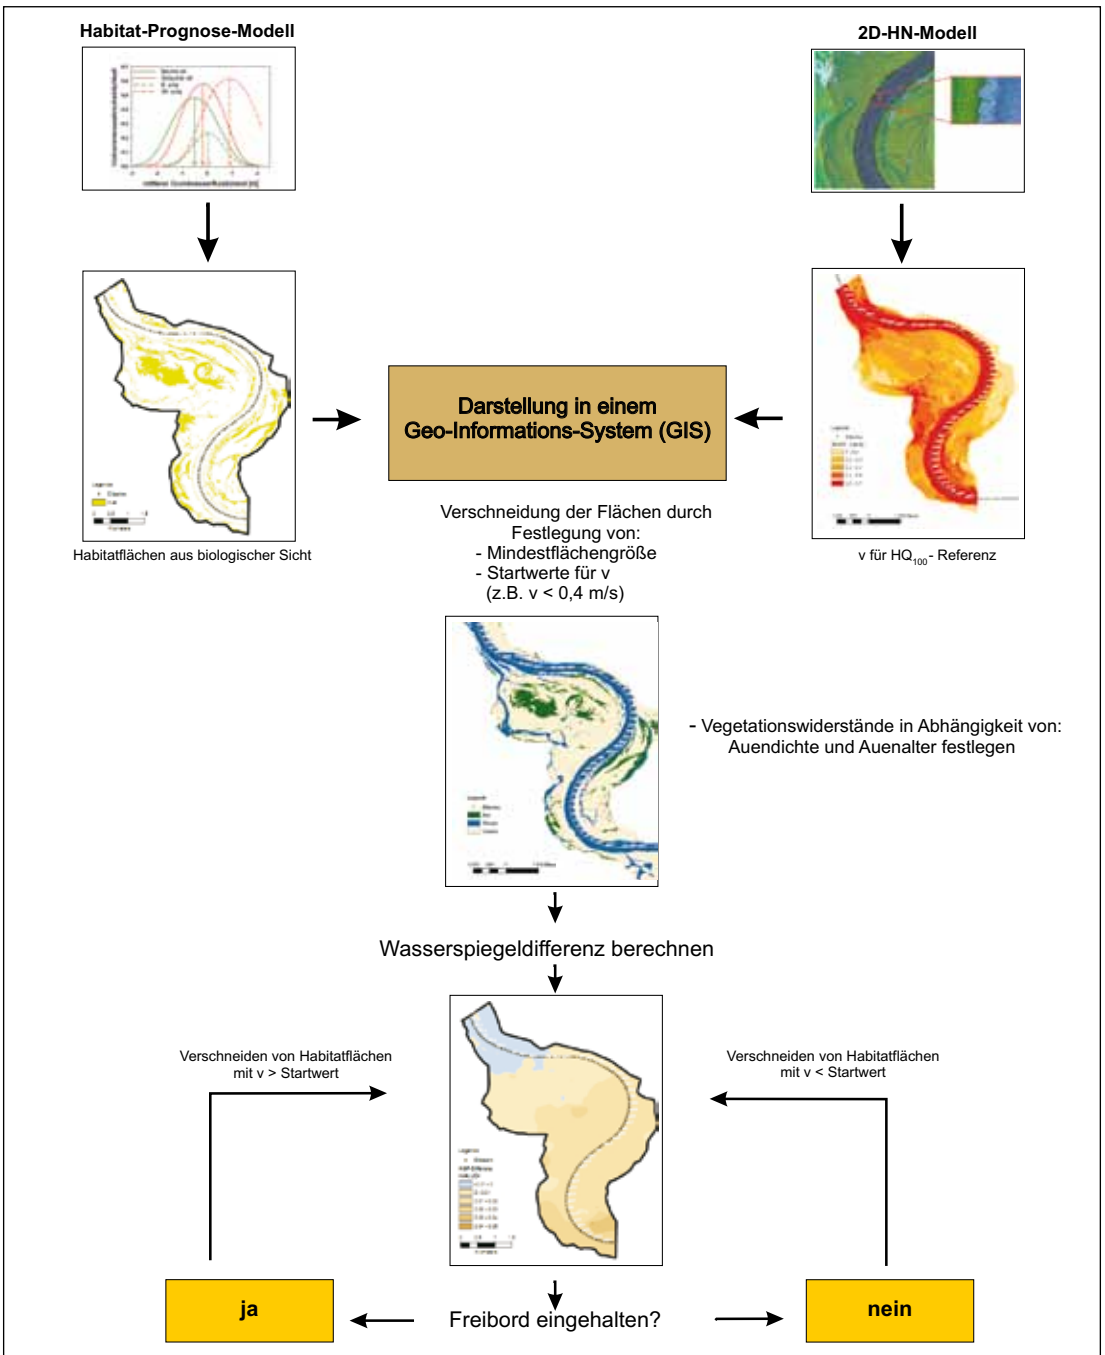 Habitat-Prognose-Modell
2D-HN-Modell
Darstellung in einem
Geo-Informations-System (GIS)
Habitatflächen aus biologischer Sicht
v für HQ100 - Referenz
Verschneidung der Flächen durch
Festlegung von:
- Mindestflächengröße
- Startwerte für v
(z.B. v < 0,4 m/s)
- Vegetationswiderstände in Abhängigkeit von:
Auendichte und Auenalter festlegen
Wasserspiegeldifferenz berechnen
Verschneiden von Habitatflächen
mit v > Startwert
Verschneiden von Habitatflächen
mit v < Startwert
ja
Freibord eingehalten?
nein